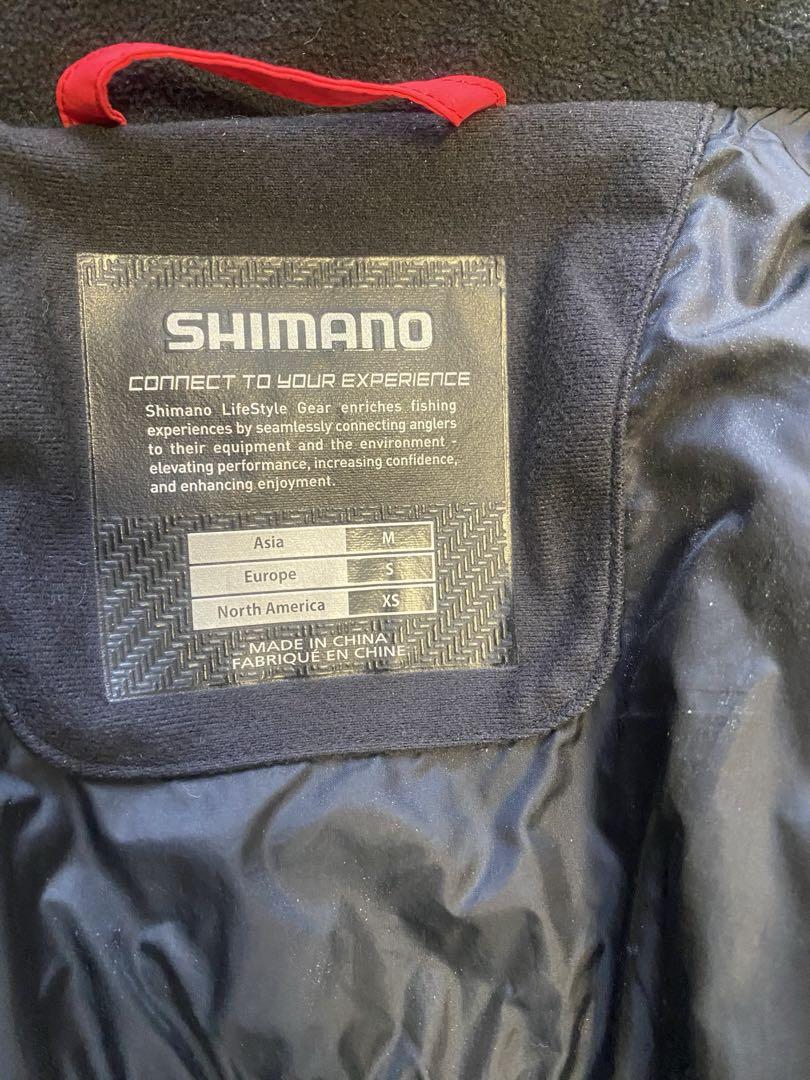 SHIMANO
CONNECT TO YOUR EXPERIENCE
Shimano LifeStyle Gear enriches fishing
experiences by seamlessly connecting anglers
to their equipment and the environment -
elevating performance, increasing confidence,
and enhancing enjoyment.
Asia M
Europe S
North America XS
MADE IN CHINA
FABRIQUÉ EN CHINE